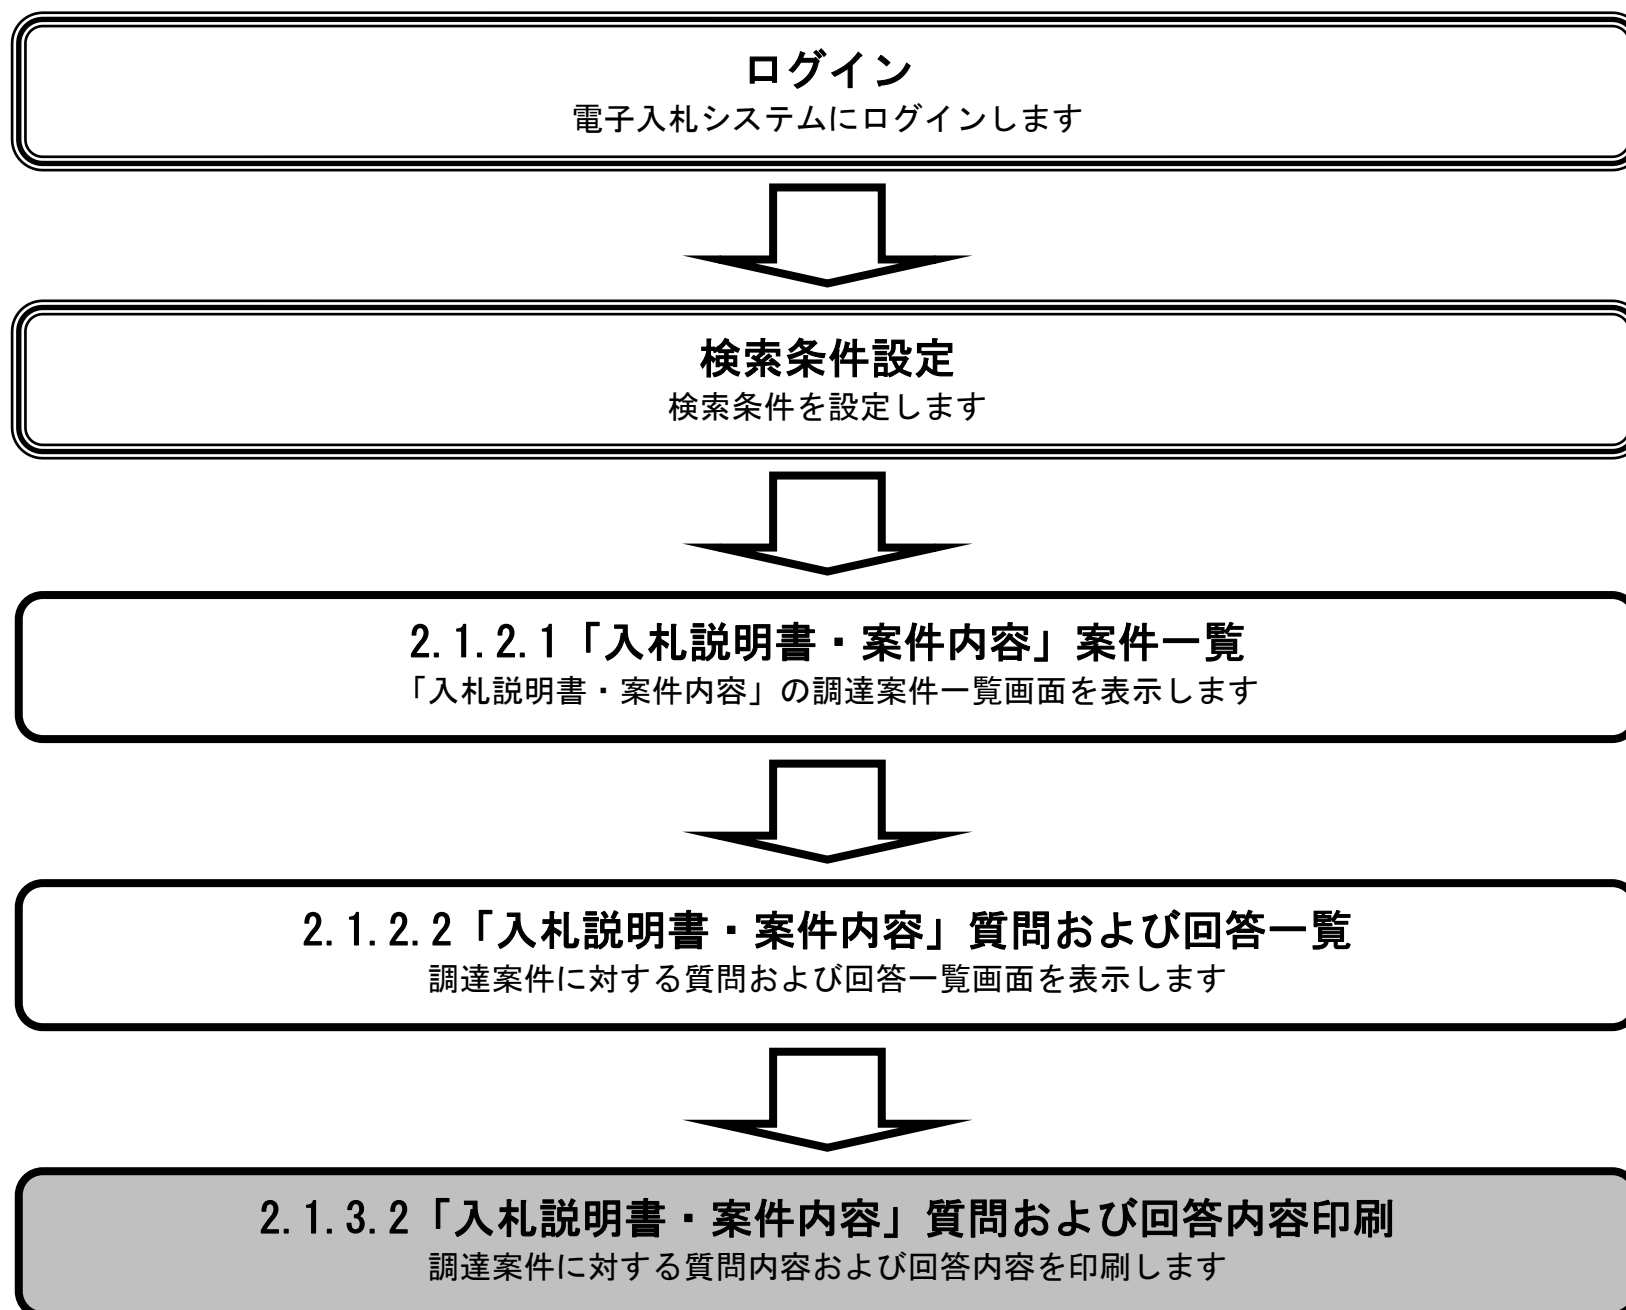 ログイン
電子入札システムにログインします
検索条件設定
検索条件を設定します
2.1.2.1「入札説明書・案件内容」案件一覧
「入札説明書・案件内容」の調達案件一覧画面を表示します
2.1.2.2「入札説明書・案件内容」質問および回答一覧
調達案件に対する質問および回答一覧画面を表示します
2.1.3.2「入札説明書・案件内容」質問および回答内容印刷
調達案件に対する質問内容および回答内容を印刷します